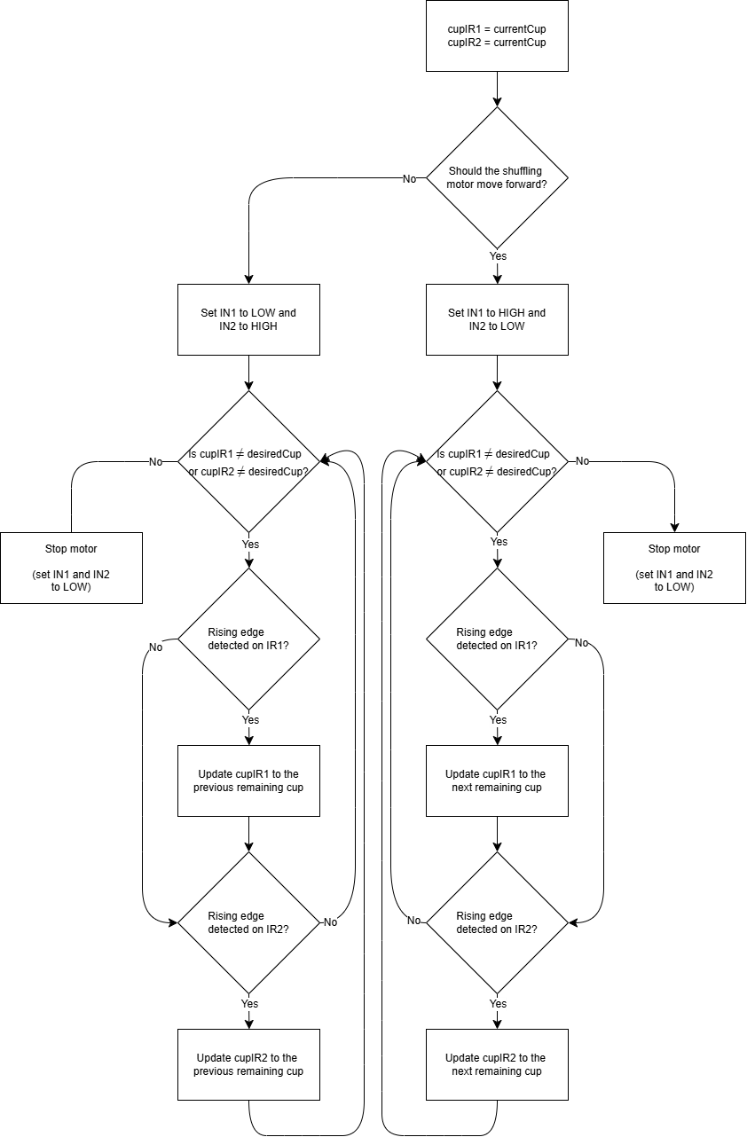 cupIR1 = currentCup
cupIR2 = currentCup
Should the shuffling
motor move forward?
No
Yes
Set IN1 to LOW and
IN2 to HIGH
Set IN1 to HIGH and
IN2 to LOW
Is cupIR1 ≠ desiredCup
or cupIR2 ≠ desiredCup?
Is cupIR1 ≠ desiredCup
or cupIR2 ≠ desiredCup?
No
No
Stop motor
(set IN1 and IN2
to LOW)
Yes
Yes
Stop motor
(set IN1 and IN2
to LOW)
Rising edge
detected on IR1?
Rising edge
detected on IR1?
No
No
Yes
Yes
Update cupIR1 to the
previous remaining cup
Update cupIR1 to the
next remaining cup
Rising edge
detected on IR2?
No
No
Rising edge
detected on IR2?
Yes
Yes
Update cupIR2 to the
previous remaining cup
Update cupIR2 to the
next remaining cup